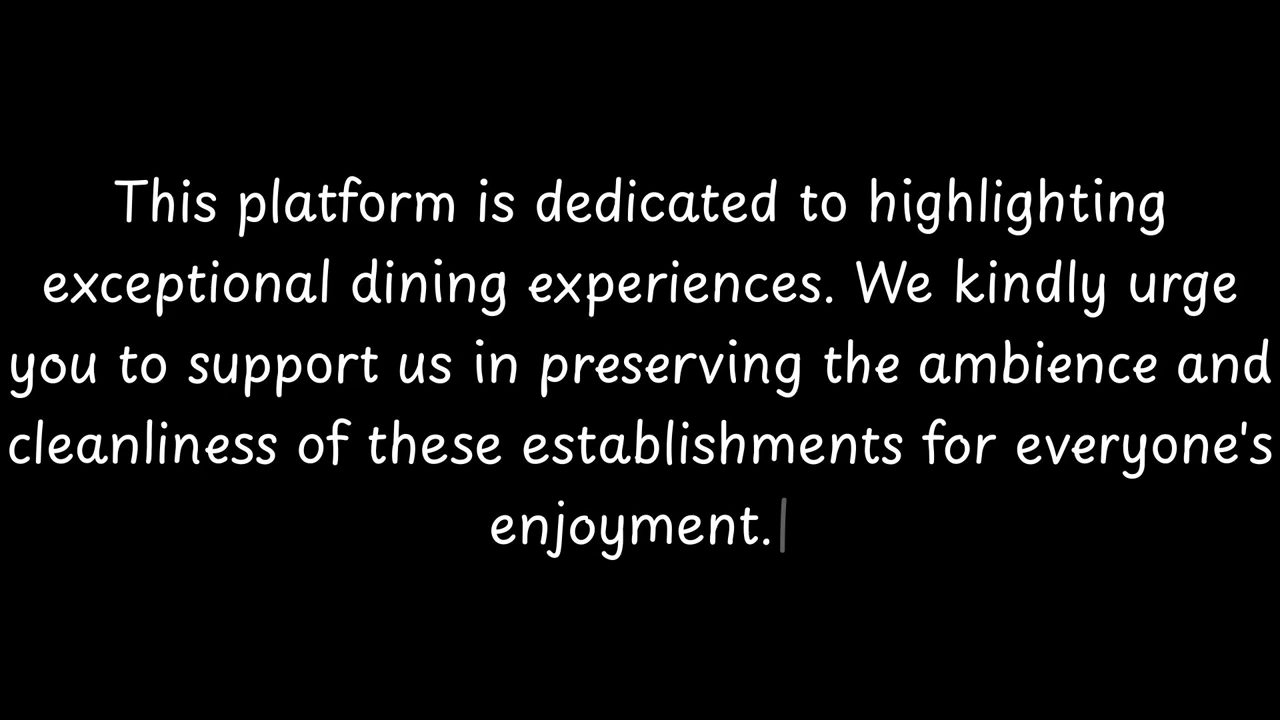 This platform is dedicated to highlighting
exceptional dining experiences. We kindly urge
you to support us in preserving the ambience and
cleanliness of these establishments for everyone's
enjoyment.